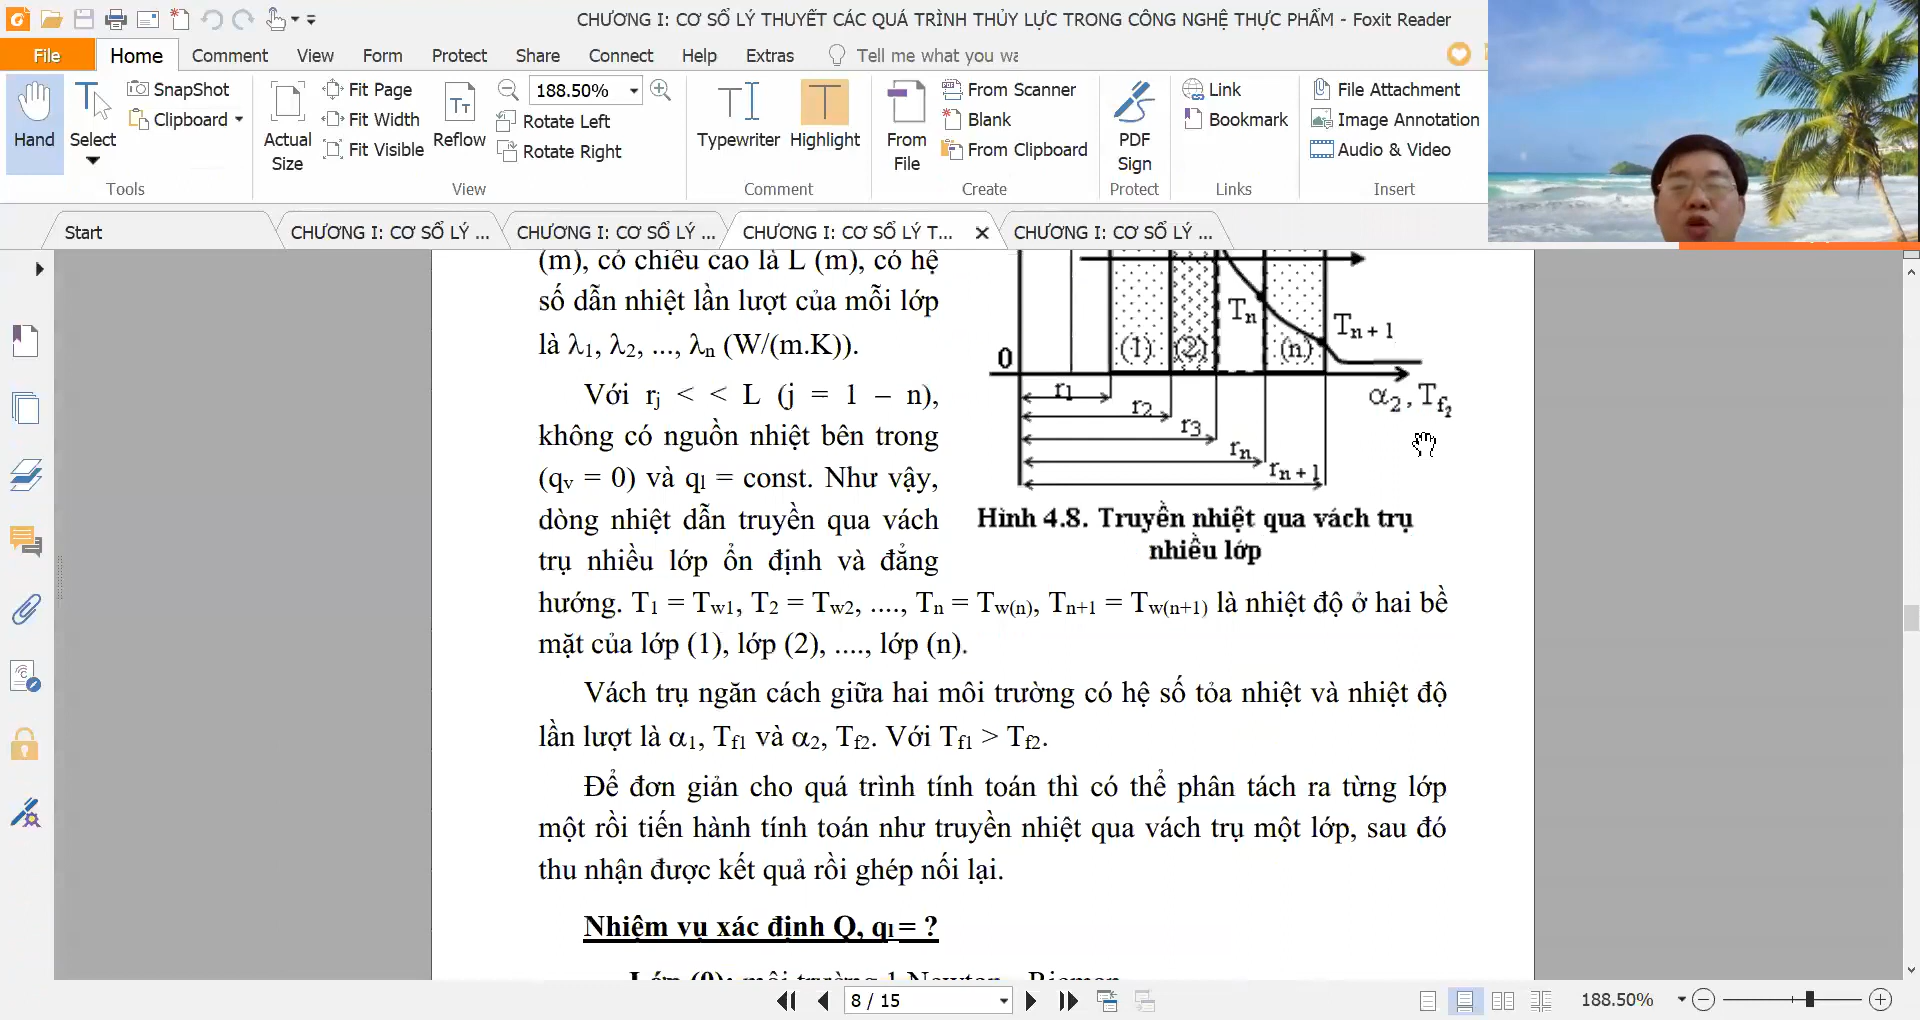 CHƯƠNG I: CƠ SỞ LÝ THUYẾT CÁC QUÁ TRÌNH THỦY LỰC TRONG CÔNG NGHỆ THỰC PHẨM - Foxit Reader
File Home Comment View Form Protect Share Connect Help Extras Tell me what you wa
Hand
Select
SnapShot
Clipboard
Tools
Actual Size
Fit Page
Fit Width
Fit Visible
Reflow
188.50%
Rotate Left
Rotate Right
View
Typewriter
Highlight
Comment
From File
From Scanner
Blank
From Clipboard
Create
PDF Sign
Protect
Link
Bookmark
Links
File Attachment
Image Annotation
Audio & Video
Insert
Start
CHƯƠNG I: CƠ SỞ LÝ ...
CHƯƠNG I: CƠ SỞ LÝ ...
CHƯƠNG I: CƠ SỞ LÝ T...
CHƯƠNG I: CƠ SỞ LÝ ...
(m), có chiều cao là L (m), có hệ
số dẫn nhiệt lần lượt của mỗi lớp
là λ1, λ2, ..., λn (W/(m.K)).
Với rj < < L (j = 1 – n),
không có nguồn nhiệt bên trong
(qv = 0) và ql = const. Như vậy,
dòng nhiệt dẫn truyền qua vách
trụ nhiều lớp ổn định và đẳng
hướng. T1 = Tw1, T2 = Tw2, ...., Tn = Tw(n), Tn+1 = Tw(n+1) là nhiệt độ ở hai bề
mặt của lớp (1), lớp (2), ...., lớp (n).
Tn
Tn + 1
(1) (2) (n)
0
α2 , Tf2
r1
r2
r3
rn
rn + 1
Hình 4.8. Truyền nhiệt qua vách trụ
nhiều lớp
Vách trụ ngăn cách giữa hai môi trường có hệ số tỏa nhiệt và nhiệt độ
lần lượt là α1, Tf1 và α2, Tf2. Với Tf1 > Tf2.
Để đơn giản cho quá trình tính toán thì có thể phân tách ra từng lớp
một rồi tiến hành tính toán như truyền nhiệt qua vách trụ một lớp, sau đó
thu nhận được kết quả rồi ghép nối lại.
Nhiệm vụ xác định Q, ql = ?
Lớp (0): môi trường 1 Newton - Rieman
8 / 15
188.50%